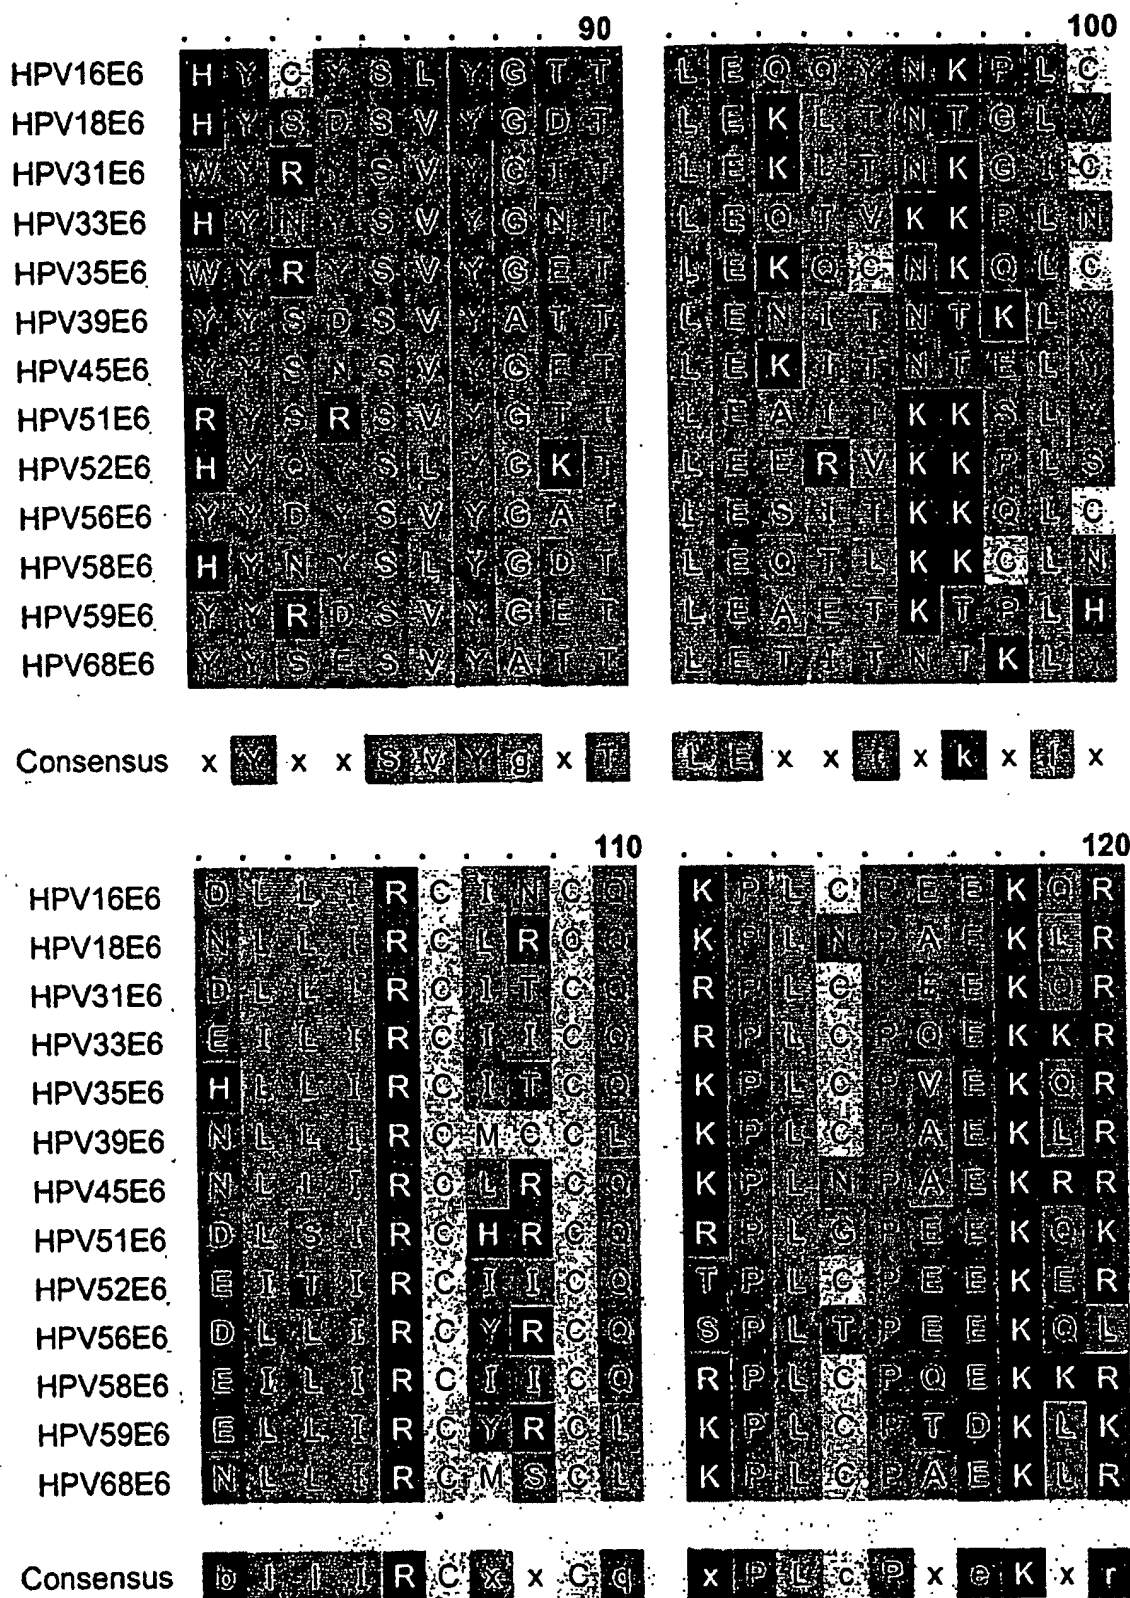 90 100
HPV16E6 H Y C Y S L Y G T T L E Q Q Y N K P L C
HPV18E6 H Y S D S V Y G D T L E K L T N T G L Y
HPV31E6 W Y R Y S V Y G T T L E K L T N K G I C
HPV33E6 H Y N Y S V Y G N T L E Q T V K K P L N
HPV35E6 W Y R Y S V Y G E T L E K Q C N K Q L C
HPV39E6 Y Y S D S V Y A T T L E N I T N T K L Y
HPV45E6 Y Y S N S V Y G E T L E K I T N T E L Y
HPV51E6 R Y S R S V Y G T T L E A I T K K S L Y
HPV52E6 H Y Q Y S L Y G K T L E E R V K K P L S
HPV56E6 Y Y D Y S V Y G A T L E S I T K K Q L C
HPV58E6 H Y N Y S L Y G D T L E Q T L K K C L N
HPV59E6 Y Y R D S V Y G E T L E A E T K T P L H
HPV68E6 Y Y S E S V Y A T T L E T I T N T K L Y
Consensus x Y x x S v Y g x T L E x x t x k x l x
110 120
HPV16E6 D L L I R C I N C Q K P L C P E E K Q R
HPV18E6 N L L I R C L R C Q K P L N P A E K L R
HPV31E6 D L L I R C I T C Q R P L C P E E K Q R
HPV33E6 E I L I R C I I C Q R P L C P Q E K K R
HPV35E6 H L L I R C I T C Q K P L C P V E K Q R
HPV39E6 N L L I R C M C C L K P L C P A E K L R
HPV45E6 N L L I R C L R C Q K P L N P A E K R R
HPV51E6 D L S I R C H R C Q R P L G P E E K Q K
HPV52E6 E I T I R C I I C Q T P L C P E E K E R
HPV56E6 D L L I R C Y R C Q S P L T P E E K Q L
HPV58E6 E I L I R C I I C Q R P L C P Q E K K R
HPV59E6 E L L I R C Y R C L K P L C P T D K L K
HPV68E6 N L L I R C M S C L K P L C P A E K L R
Consensus b l l I R C x x C q x P L c P x e K x r